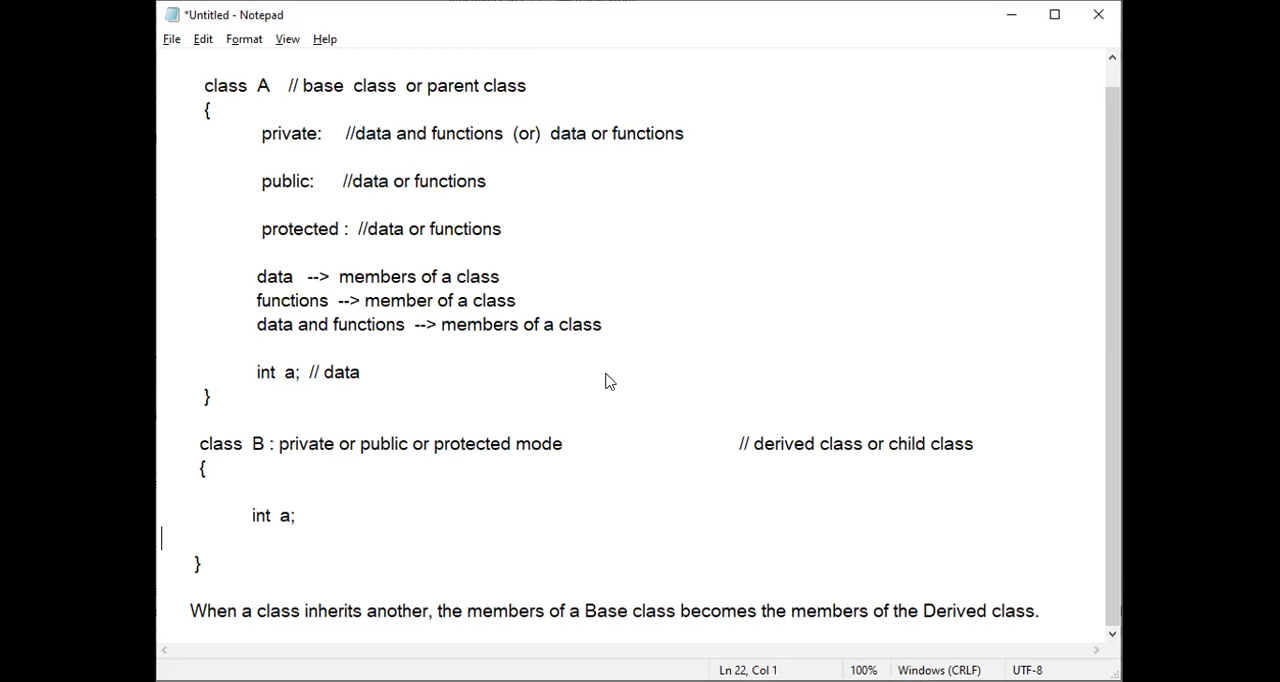 *Untitled - Notepad
File Edit Format View Help
class A // base class or parent class
{
private: //data and functions (or) data or functions
public: //data or functions
protected : //data or functions
data --> members of a class
functions --> member of a class
data and functions --> members of a class
int a; // data
}
class B : private or public or protected mode // derived class or child class
{
int a;
}
When a class inherits another, the members of a Base class becomes the members of the Derived class.
Ln 22, Col 1 100% Windows (CRLF) UTF-8